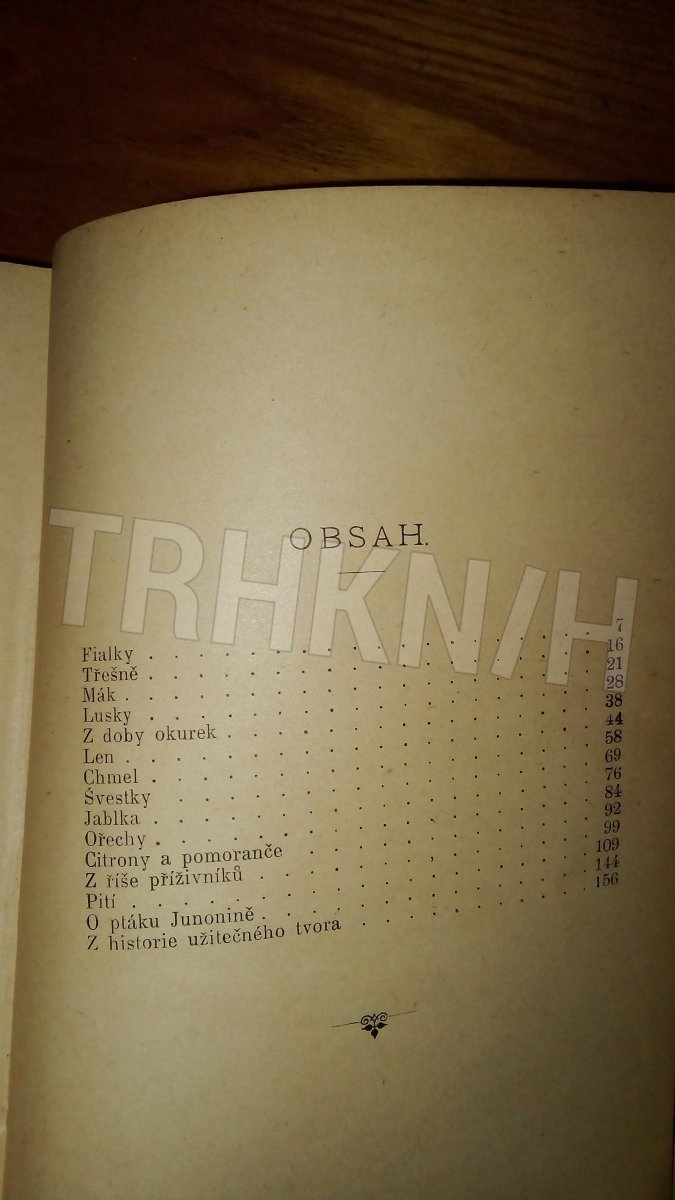 OBSAH.
Fialky . . . . . . . . . . . . . . . 7
Třešně . . . . . . . . . . . . . . . 16
Mák . . . . . . . . . . . . . . . 21
Lusky . . . . . . . . . . . . . . . 28
Z doby okurek . . . . . . . . . . . . 38
Len . . . . . . . . . . . . . . . 44
Chmel . . . . . . . . . . . . . . . 58
Švestky . . . . . . . . . . . . . . . 69
Jablka . . . . . . . . . . . . . . . 76
Ořechy . . . . . . . . . . . . . . . 84
Citrony a pomoranče . . . . . . . . . . 92
Z říše příživníků . . . . . . . . . . . 99
Pití . . . . . . . . . . . . . . . 109
O ptáku Junonině . . . . . . . . . . . 144
Z historie užitečného tvora . . . . . . . . 156
TRHKN/H